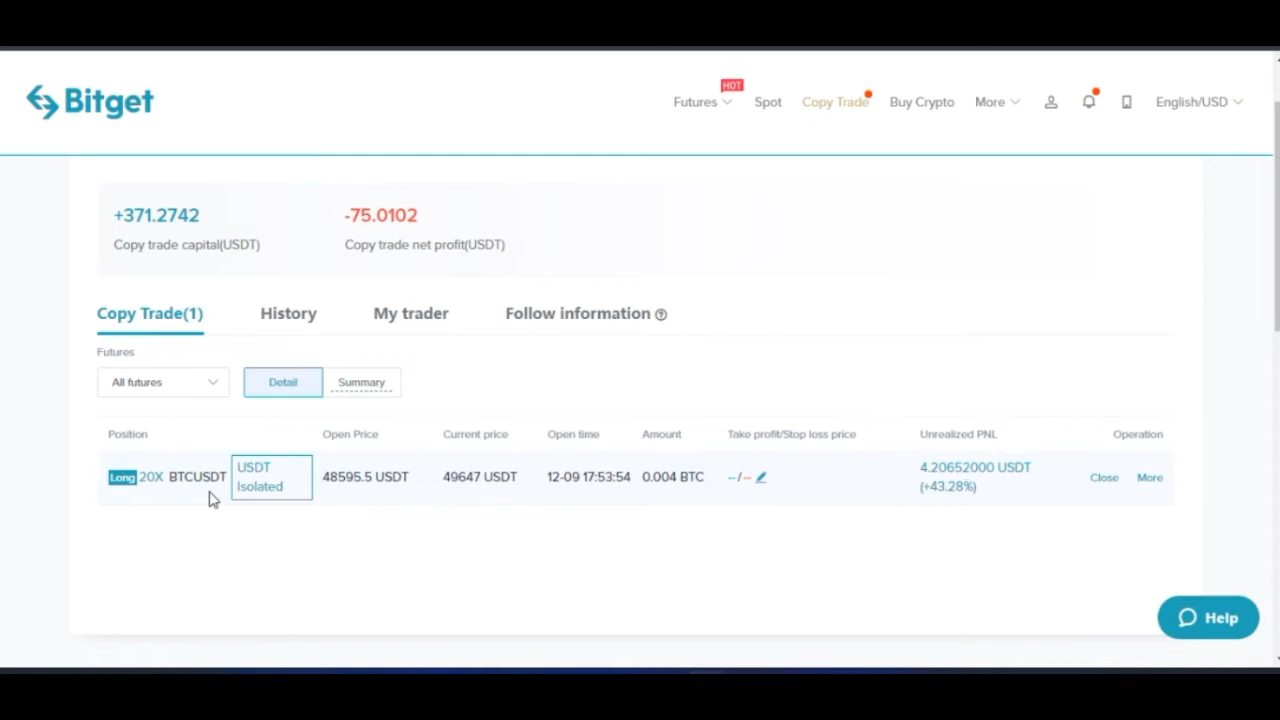 Bitget
HOT
Futures Spot Copy Trade Buy Crypto More English/USD
+371.2742 -75.0102
Copy trade capital(USDT) Copy trade net profit(USDT)
Copy Trade(1) History My trader Follow information ?
Futures
All futures Detail Summary
Position Open Price Current price Open time Amount Take profit/Stop loss price Unrealized PNL Operation
Long 20X BTCUSDT USDT Isolated 48595.5 USDT 49647 USDT 12-09 17:53:54 0.004 BTC --/-- 4.20652000 USDT (+43.28%) Close More
Help